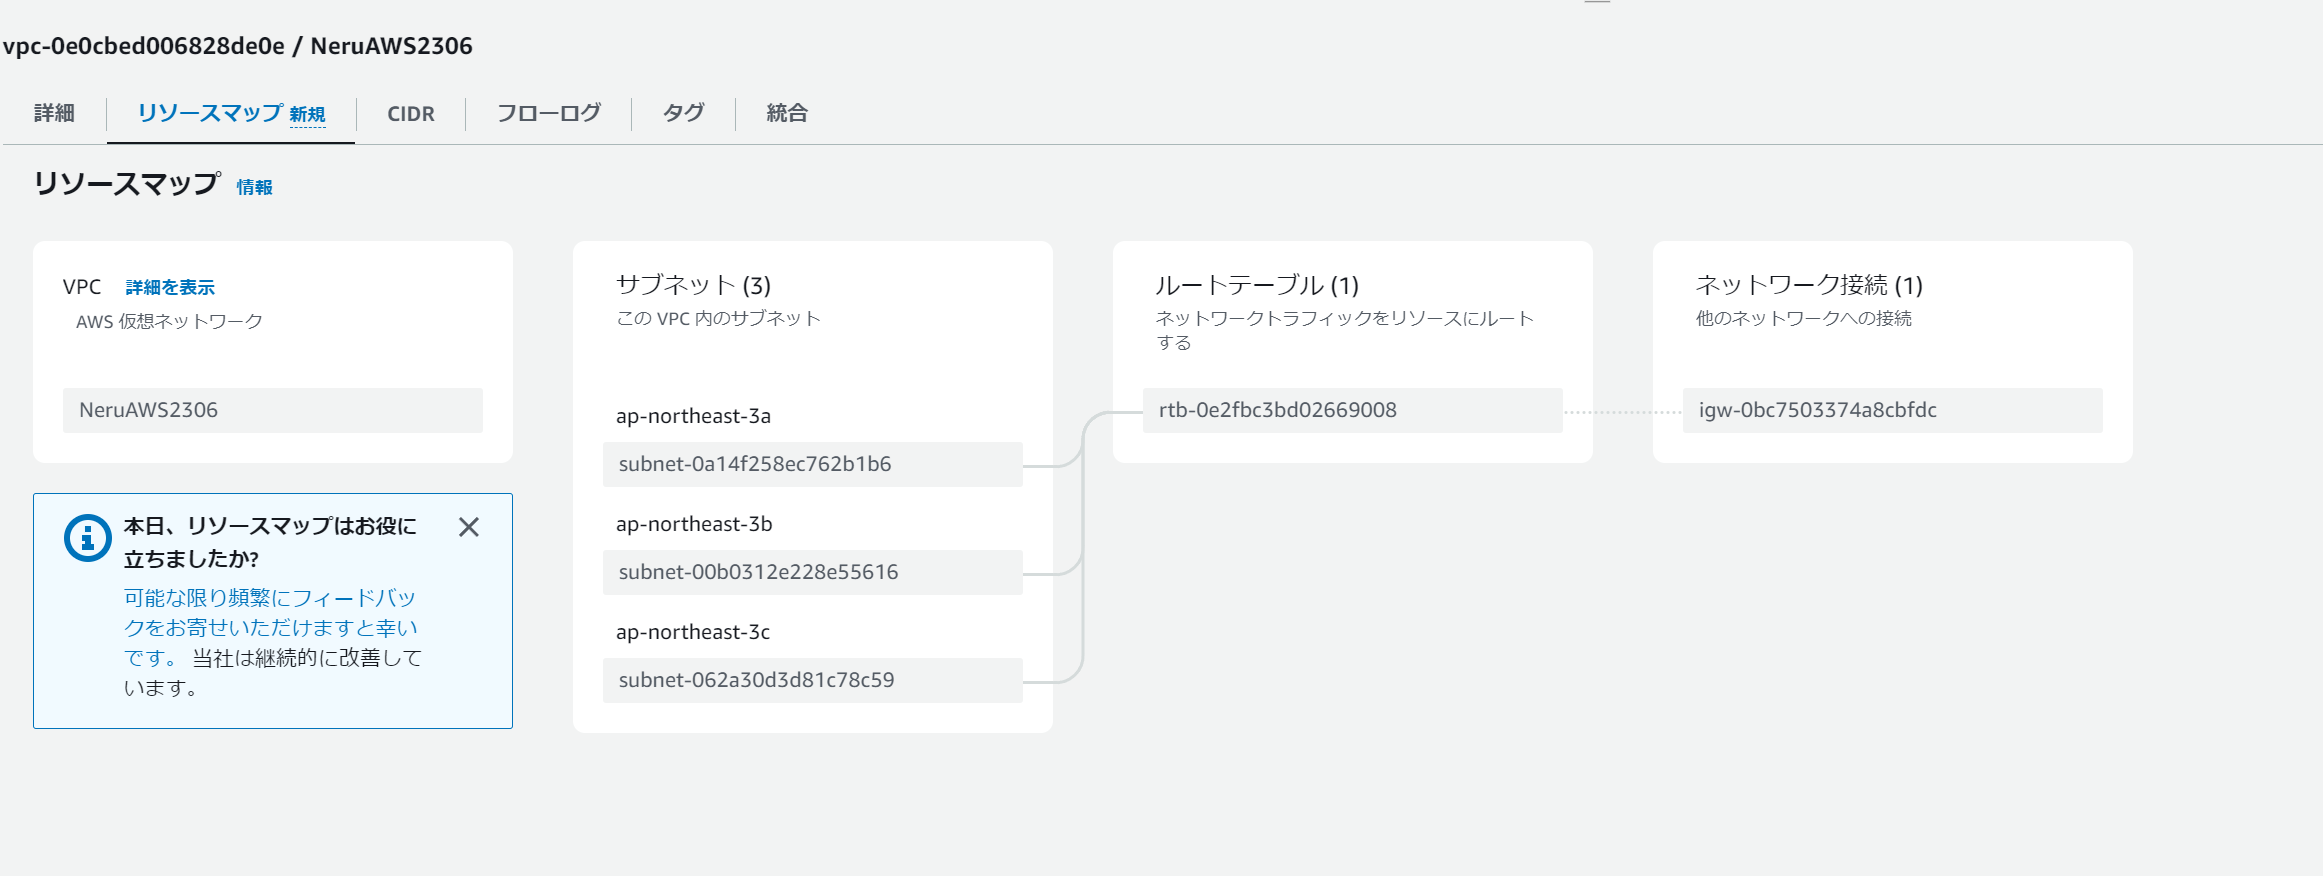 vpc-0e0cbed006828de0e / NeruAWS2306
詳細
リソースマップ 新規
CIDR
フローログ
タグ
統合
リソースマップ 情報
VPC 詳細を表示
AWS 仮想ネットワーク
NeruAWS2306
本日、リソースマップはお役に
立ちましたか?
可能な限り頻繁にフィードバッ
クをお寄せいただけますと幸い
です。 当社は継続的に改善して
います。
サブネット (3)
この VPC 内のサブネット
ap-northeast-3a
subnet-0a14f258ec762b1b6
ap-northeast-3b
subnet-00b0312e228e55616
ap-northeast-3c
subnet-062a30d3d81c78c59
ルートテーブル (1)
ネットワークトラフィックをリソースにルート
する
rtb-0e2fbc3bd02669008
ネットワーク接続 (1)
他のネットワークへの接続
igw-0bc7503374a8cbfdc